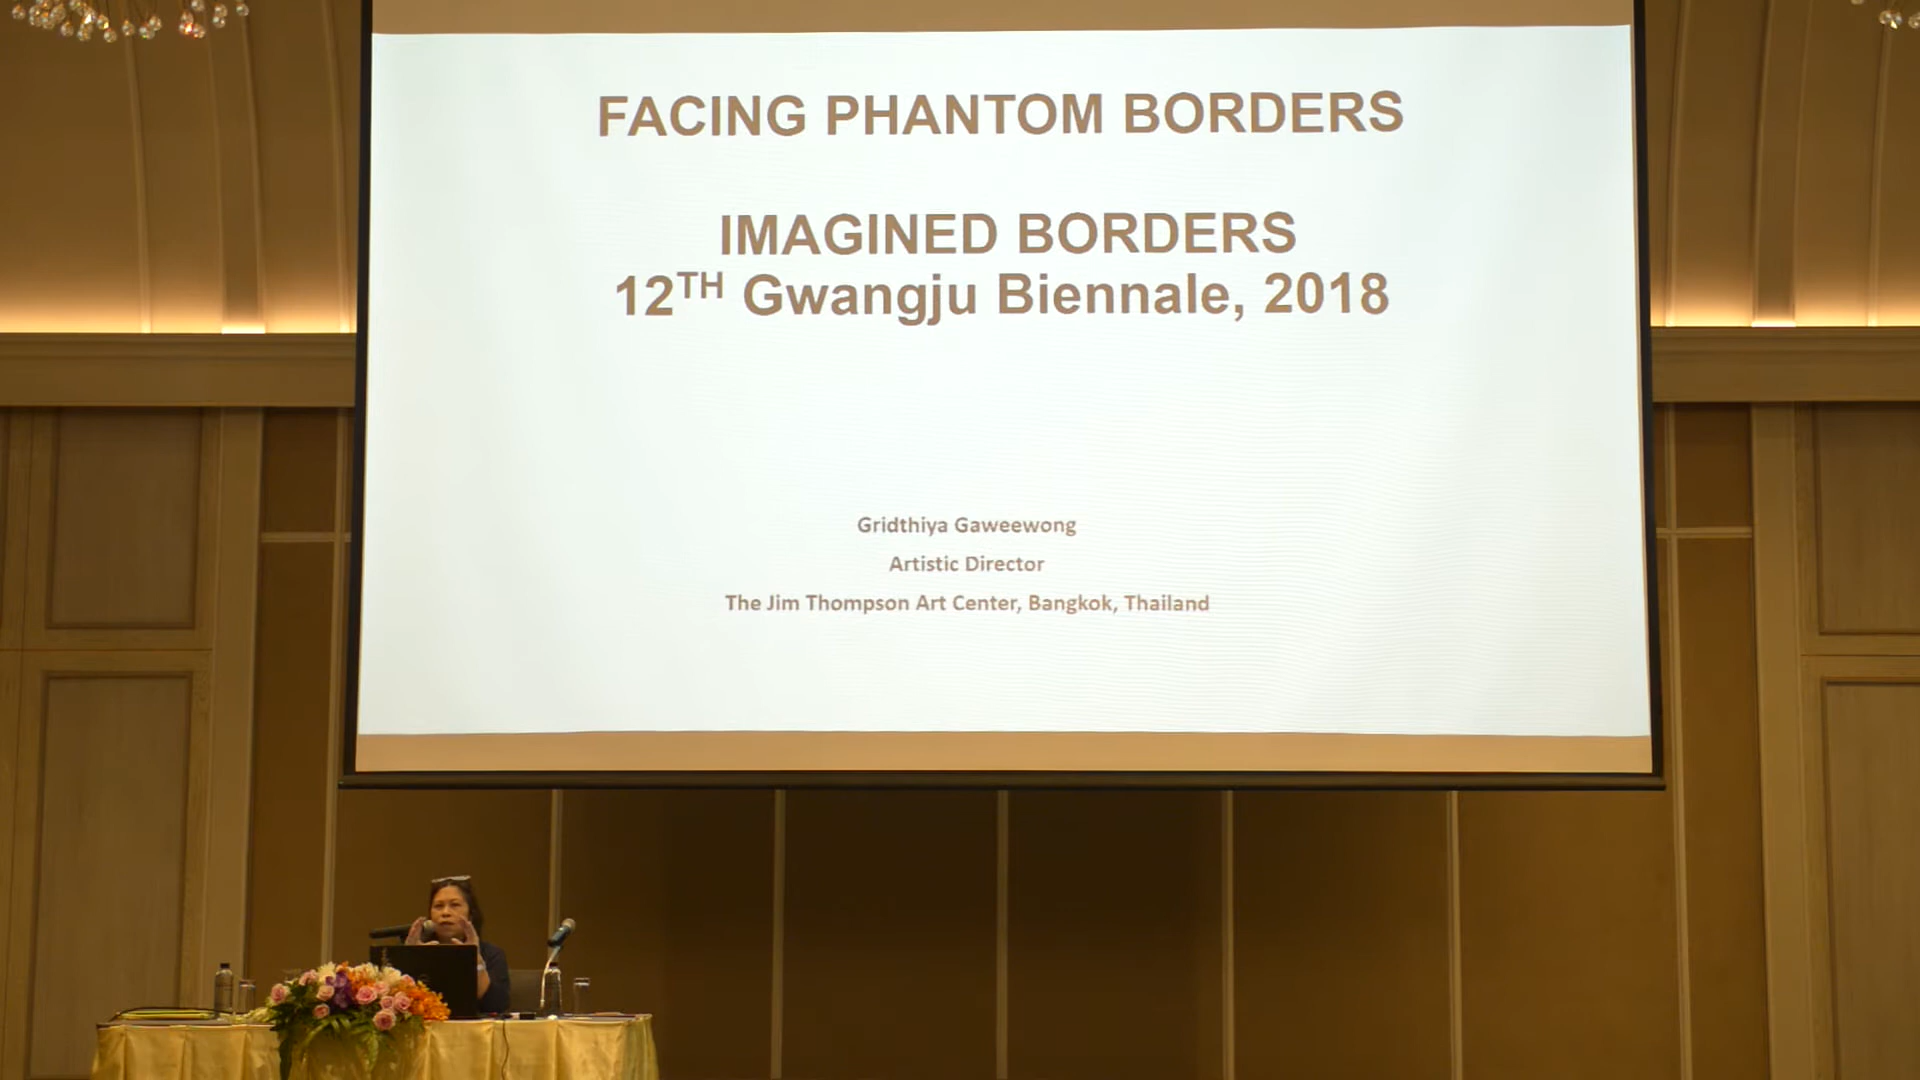 FACING PHANTOM BORDERS
IMAGINED BORDERS
12TH Gwangju Biennale, 2018
Gridthiya Gaweewong
Artistic Director
The Jim Thompson Art Center, Bangkok, Thailand